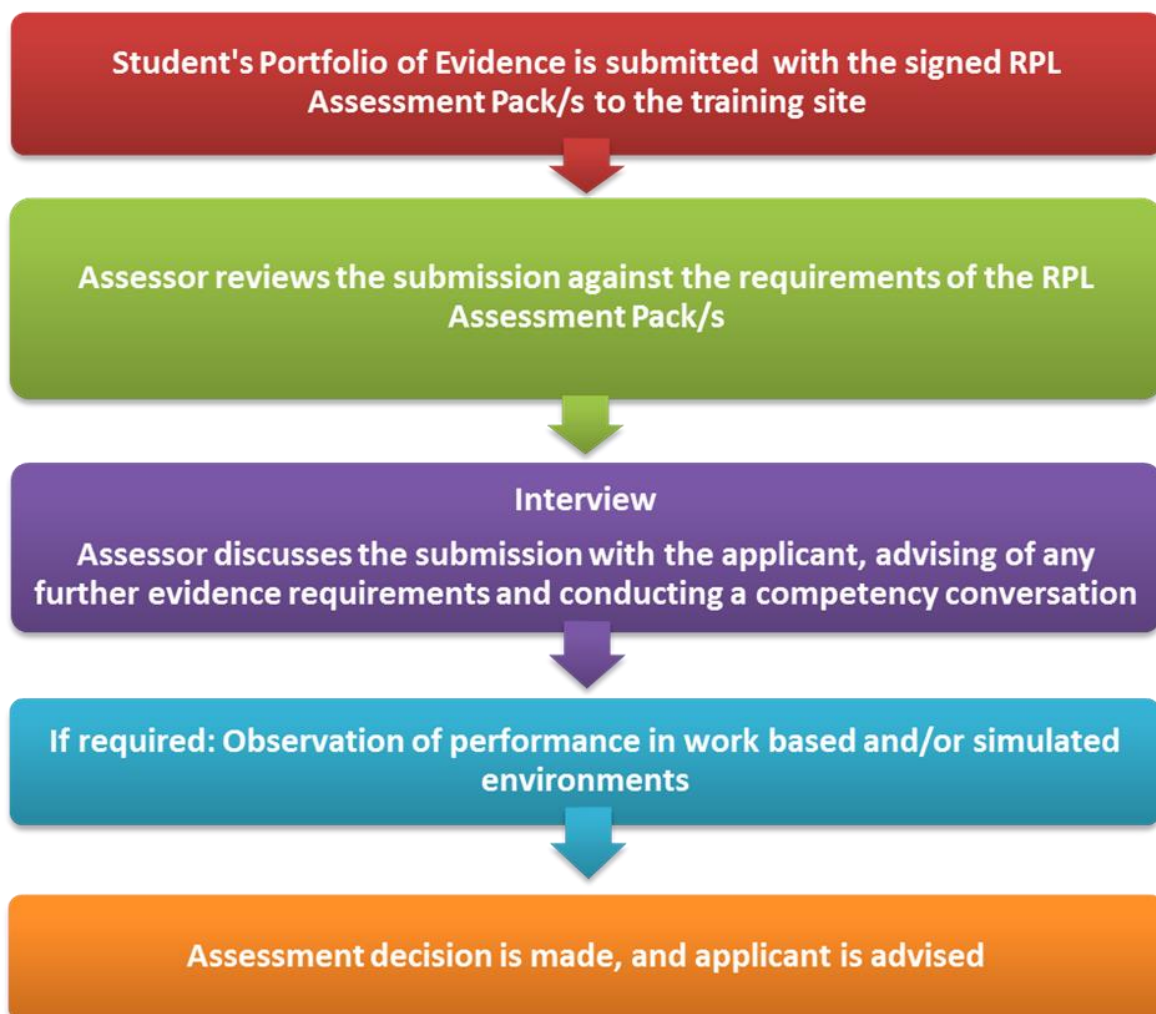 Student's Portfolio of Evidence is submitted with the signed RPL
Assessment Pack/s to the training site
Assessor reviews the submission against the requirements of the RPL
Assessment Pack/s
Interview
Assessor discusses the submission with the applicant, advising of any
further evidence requirements and conducting a competency conversation
If required: Observation of performance in work based and/or simulated
environments
Assessment decision is made, and applicant is advised